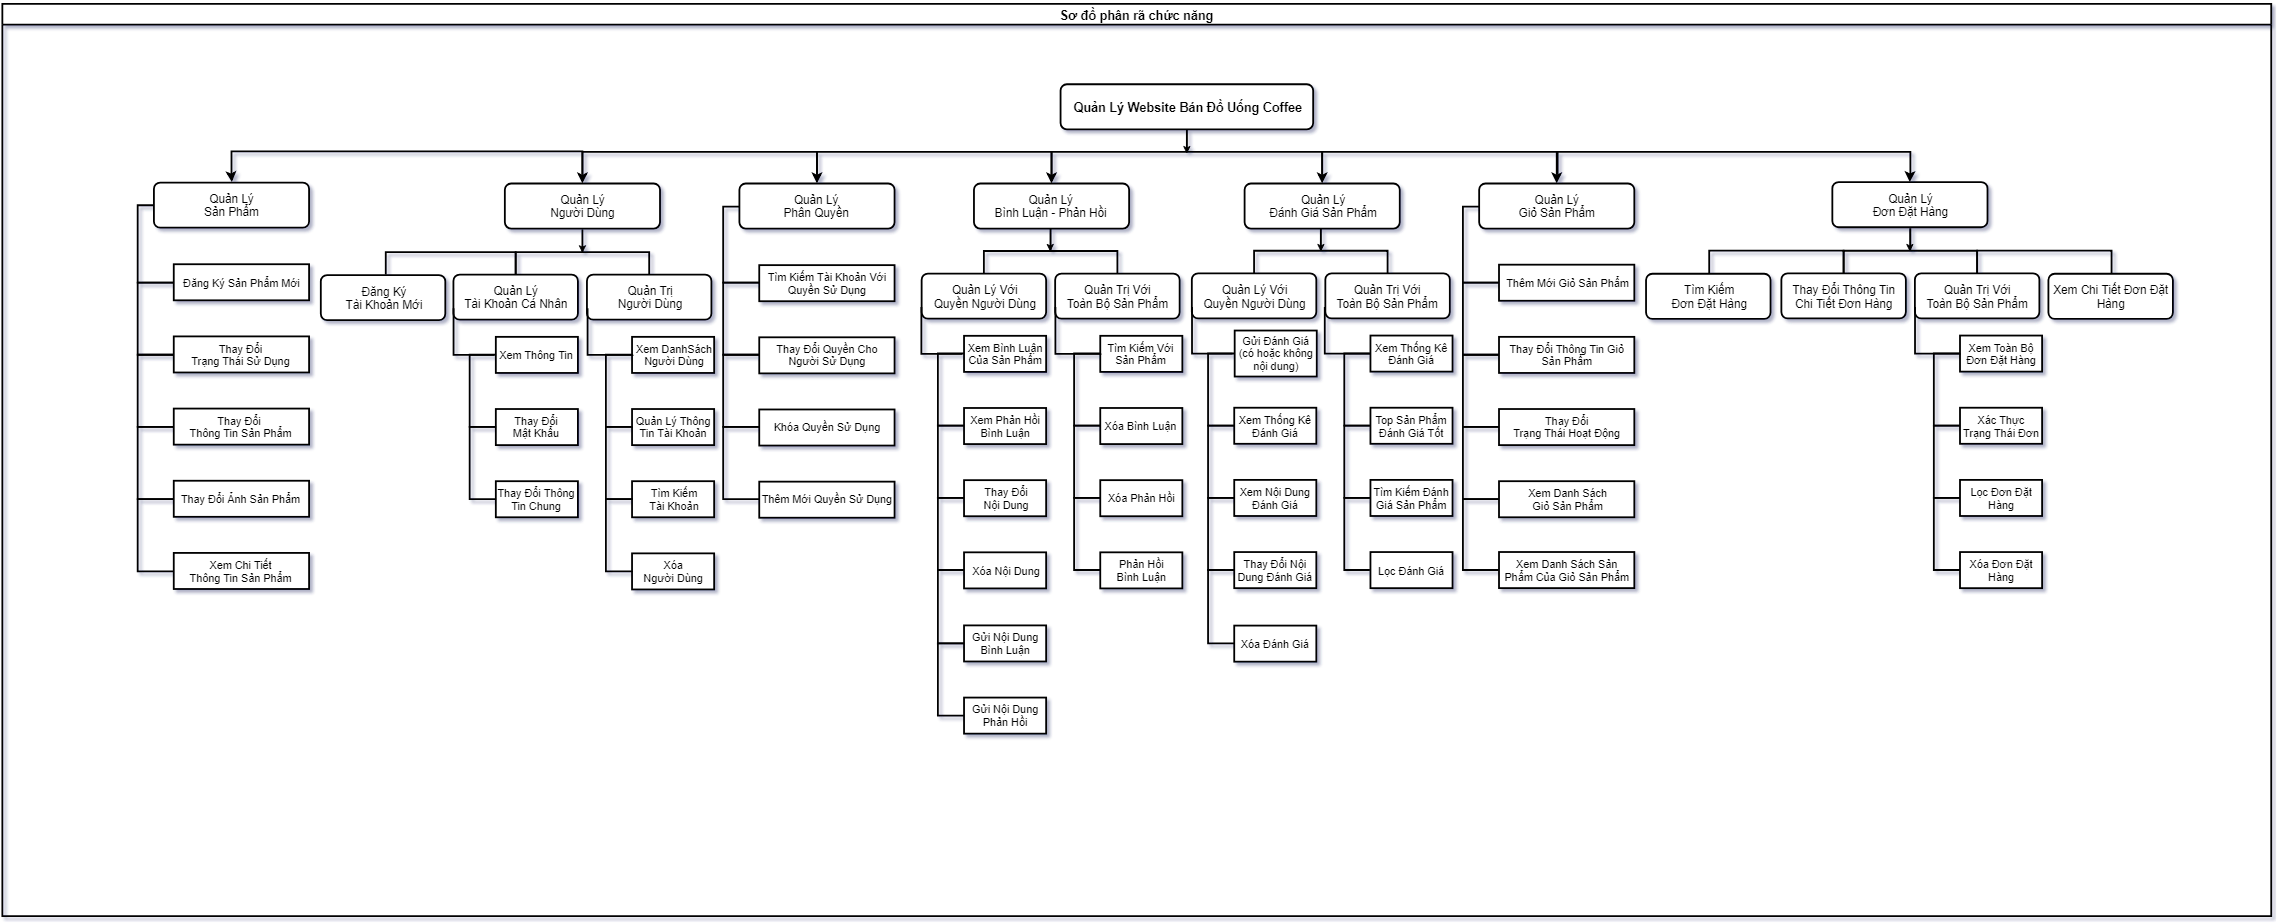 Sơ đồ phân rã chức năng
Quản Lý Website Bán Đồ Uống Coffee
Quản Lý
Sản Phẩm
Đăng Ký Sản Phẩm Mới
Thay Đổi
Trạng Thái Sử Dụng
Thay Đổi
Thông Tin Sản Phẩm
Thay Đổi Ảnh Sản Phẩm
Xem Chi Tiết
Thông Tin Sản Phẩm
Quản Lý
Người Dùng
Đăng Ký
Tài Khoản Mới
Quản Lý
Tài Khoản Cá Nhân
Xem Thông Tin
Thay Đổi
Mật Khẩu
Thay Đổi Thông
Tin Chung
Quản Trị
Người Dùng
Xem DanhSách
Người Dùng
Quản Lý Thông
Tin Tài Khoản
Tìm Kiếm
Tài Khoản
Xóa
Người Dùng
Quản Lý
Phân Quyền
Tìm Kiếm Tài Khoản Với
Quyền Sử Dụng
Thay Đổi Quyền Cho
Người Sử Dụng
Khóa Quyền Sử Dụng
Thêm Mới Quyền Sử Dụng
Quản Lý
Bình Luận - Phản Hồi
Quản Lý Với
Quyền Người Dùng
Xem Bình Luận
Của Sản Phẩm
Xem Phản Hồi
Bình Luận
Thay Đổi
Nội Dung
Xóa Nội Dung
Gửi Nội Dung
Bình Luận
Gửi Nội Dung
Phản Hồi
Quản Trị Với
Toàn Bộ Sản Phẩm
Tìm Kiếm Với
Sản Phẩm
Xóa Bình Luận
Xóa Phản Hồi
Phản Hồi
Bình Luận
Quản Lý
Đánh Giá Sản Phẩm
Quản Lý Với
Quyền Người Dùng
Gửi Đánh Giá
(có hoặc không
nội dung)
Xem Thống Kê
Đánh Giá
Xem Nội Dung
Đánh Giá
Thay Đổi Nội
Dung Đánh Giá
Xóa Đánh Giá
Quản Trị Với
Toàn Bộ Sản Phẩm
Xem Thống Kê
Đánh Giá
Top Sản Phẩm
Đánh Giá Tốt
Tìm Kiếm Đánh
Giá Sản Phẩm
Lọc Đánh Giá
Quản Lý
Giỏ Sản Phẩm
Thêm Mới Giỏ Sản Phẩm
Thay Đổi Thông Tin Giỏ
Sản Phẩm
Thay Đổi
Trạng Thái Hoạt Động
Xem Danh Sách
Giỏ Sản Phẩm
Xem Danh Sách Sản
Phẩm Của Giỏ Sản Phẩm
Quản Lý
Đơn Đặt Hàng
Tìm Kiếm
Đơn Đặt Hàng
Thay Đổi Thông Tin
Chi Tiết Đơn Hàng
Quản Trị Với
Toàn Bộ Sản Phẩm
Xem Toàn Bộ
Đơn Đặt Hàng
Xác Thực
Trạng Thái Đơn
Lọc Đơn Đặt
Hàng
Xóa Đơn Đặt
Hàng
Xem Chi Tiết Đơn Đặt
Hàng